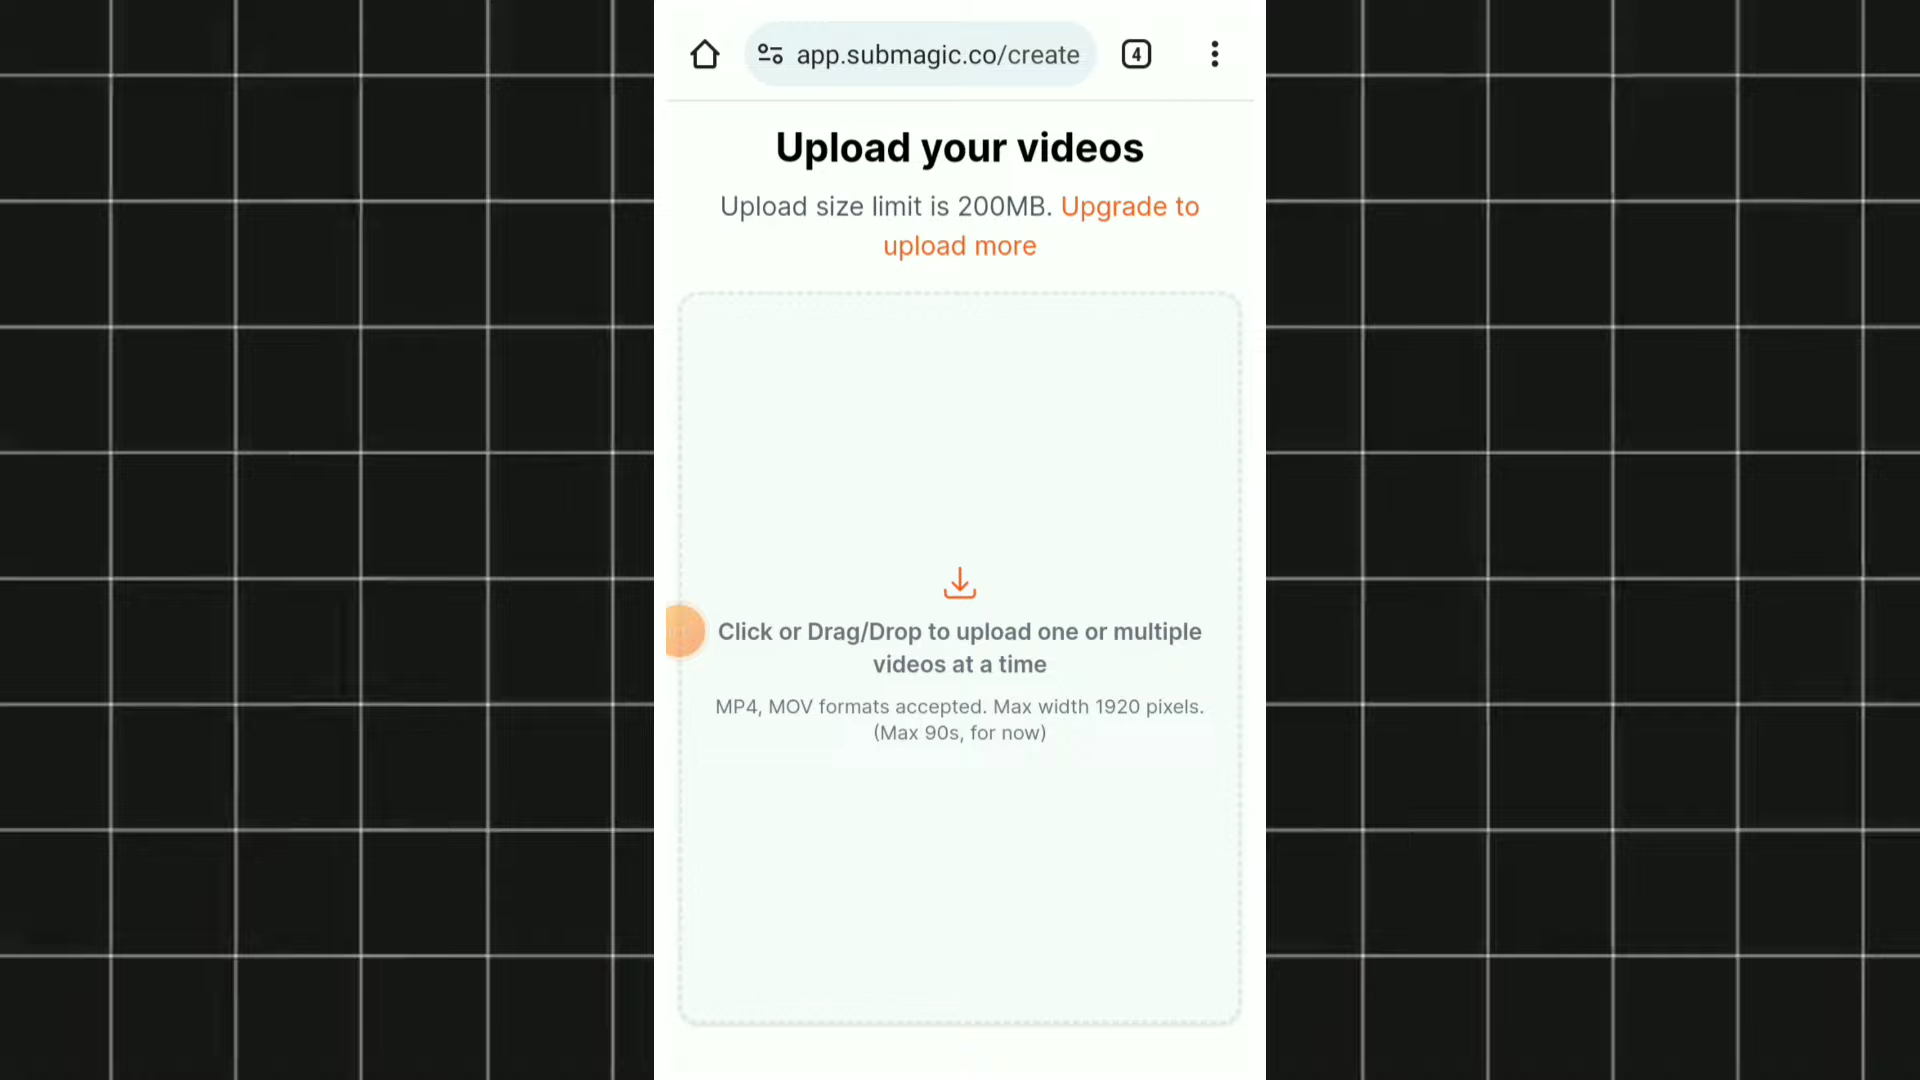 app.submagic.co/create
4
Upload your videos
Upload size limit is 200MB. Upgrade to
upload more
Click or Drag/Drop to upload one or multiple
videos at a time
MP4, MOV formats accepted. Max width 1920 pixels.
(Max 90s, for now)